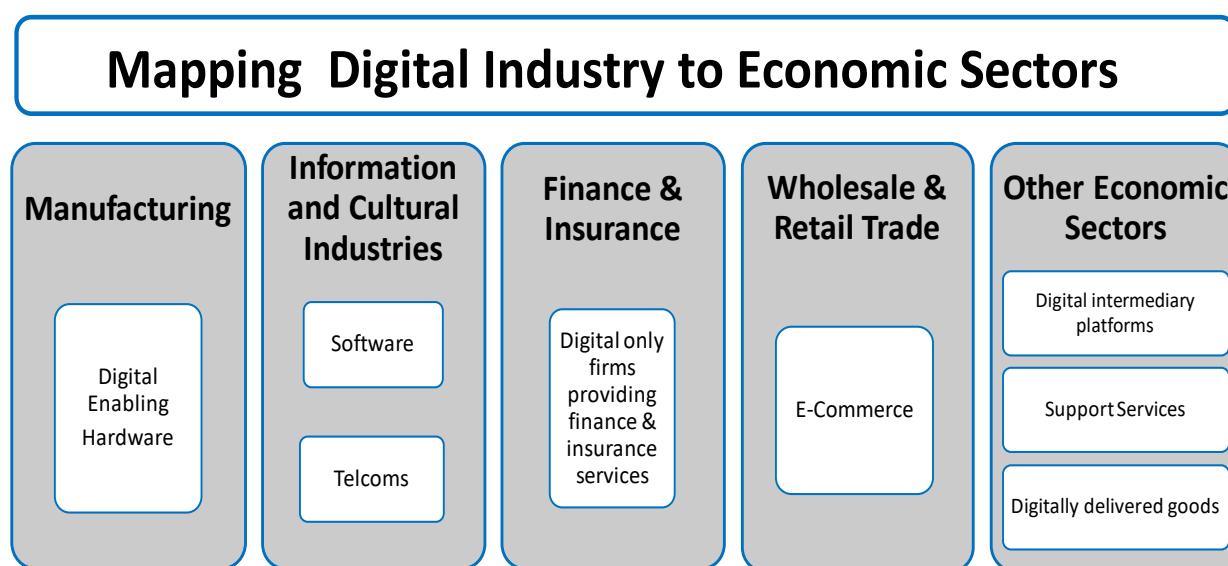 Mapping  Digital Industry to Economic Sectors
Manufacturing
Digital
Enabling
Hardware
Information
and Cultural
Industries
Software
Telcoms
Finance &
Insurance
Digital only
firms
providing
finance &
insurance
services
Wholesale &
Retail Trade
E-Commerce
Other Economic
Sectors
Digital intermediary
platforms
Support Services
Digitally delivered goods